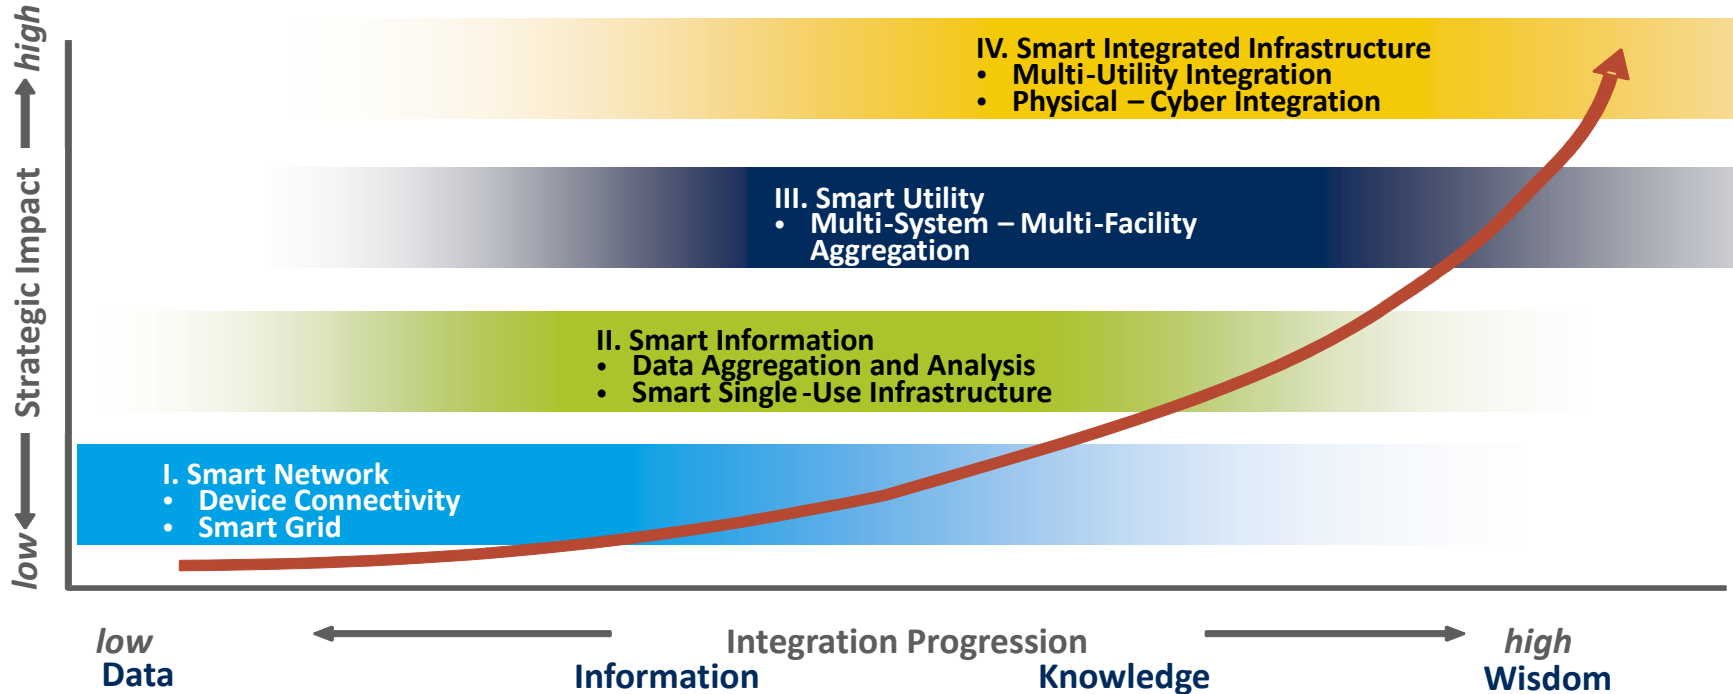 high
Strategic Impact
low
IV. Smart Integrated Infrastructure
• Multi-Utility Integration
• Physical – Cyber Integration
III. Smart Utility
• Multi-System – Multi-Facility
Aggregation
II. Smart Information
• Data Aggregation and Analysis
• Smart Single-Use Infrastructure
I. Smart Network
• Device Connectivity
• Smart Grid
low Integration Progression high
Data Information Knowledge Wisdom